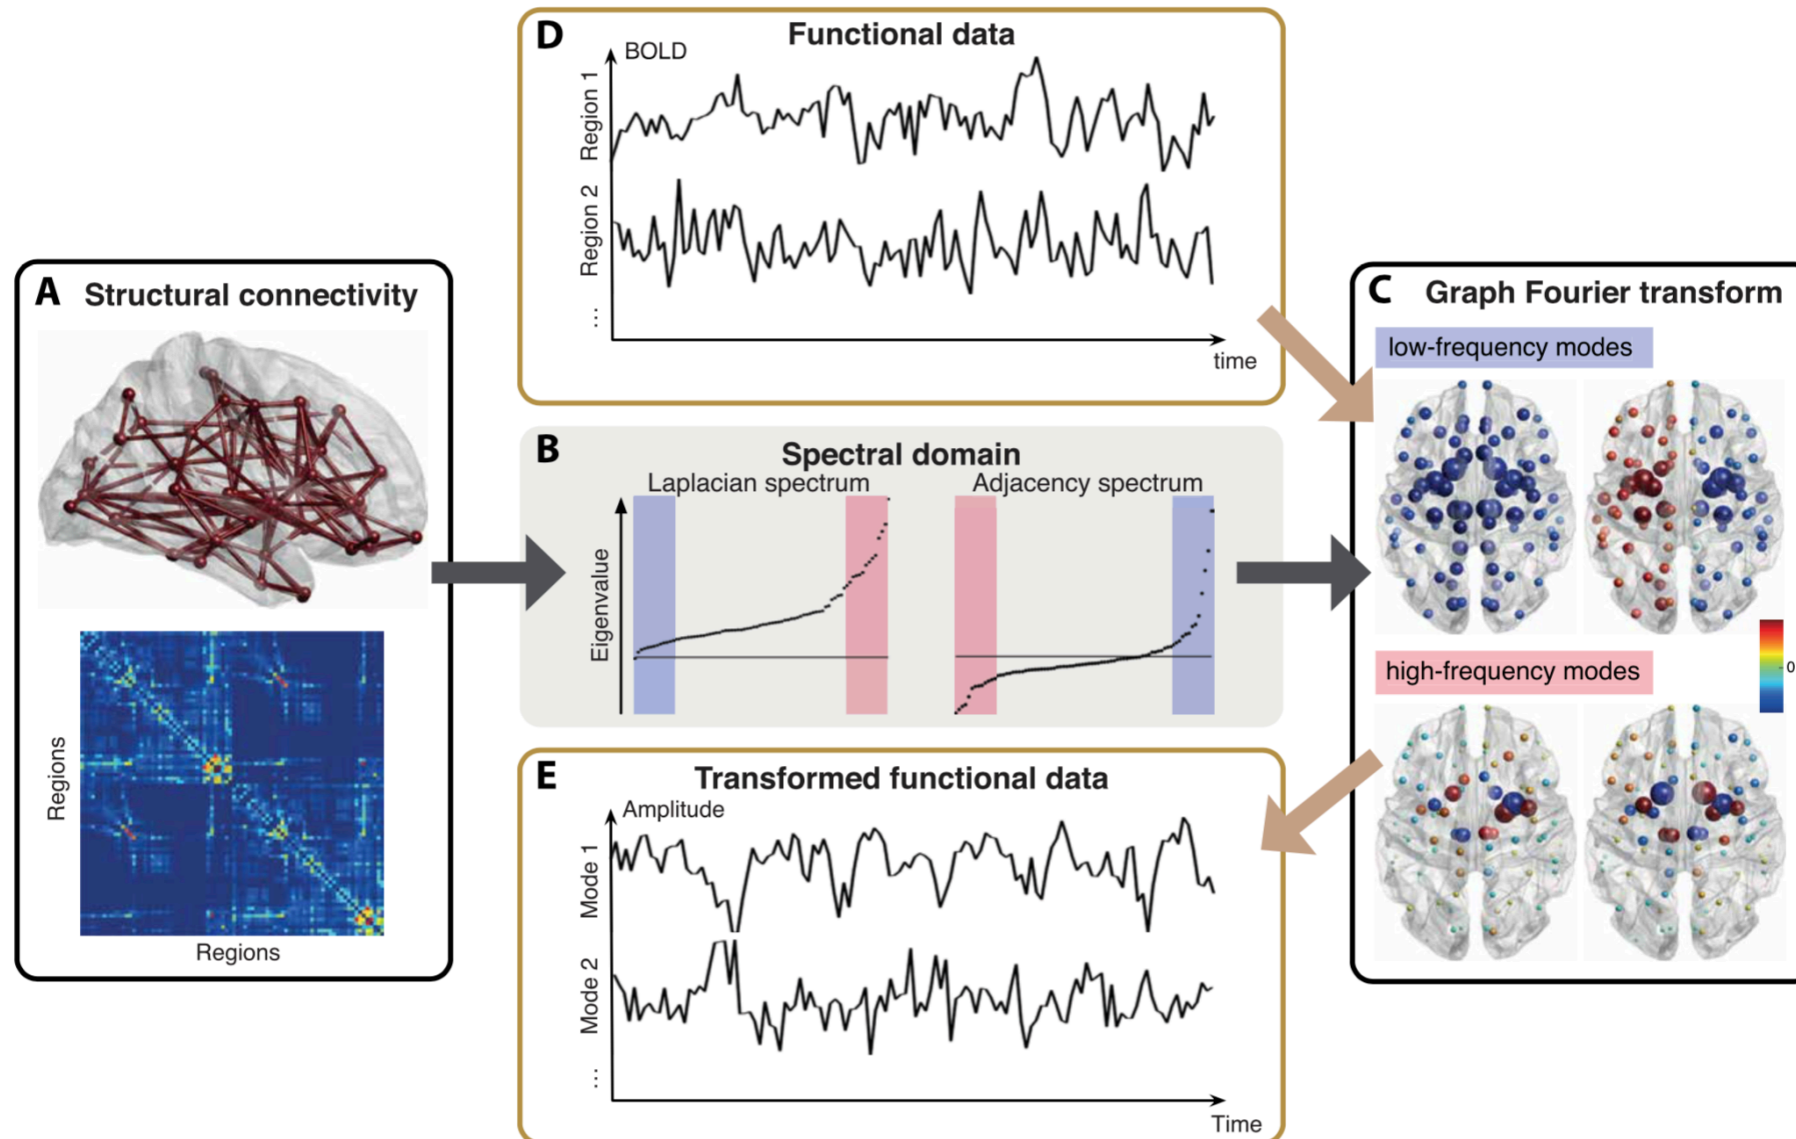 D
Functional data
BOLD
Region 1
Region 2
...
time
A
Structural connectivity
Regions
Regions
B
Spectral domain
Laplacian spectrum
Adjacency spectrum
Eigenvalue
C
Graph Fourier transform
low-frequency modes
high-frequency modes
0
E
Transformed functional data
Amplitude
Mode 1
Mode 2
...
Time